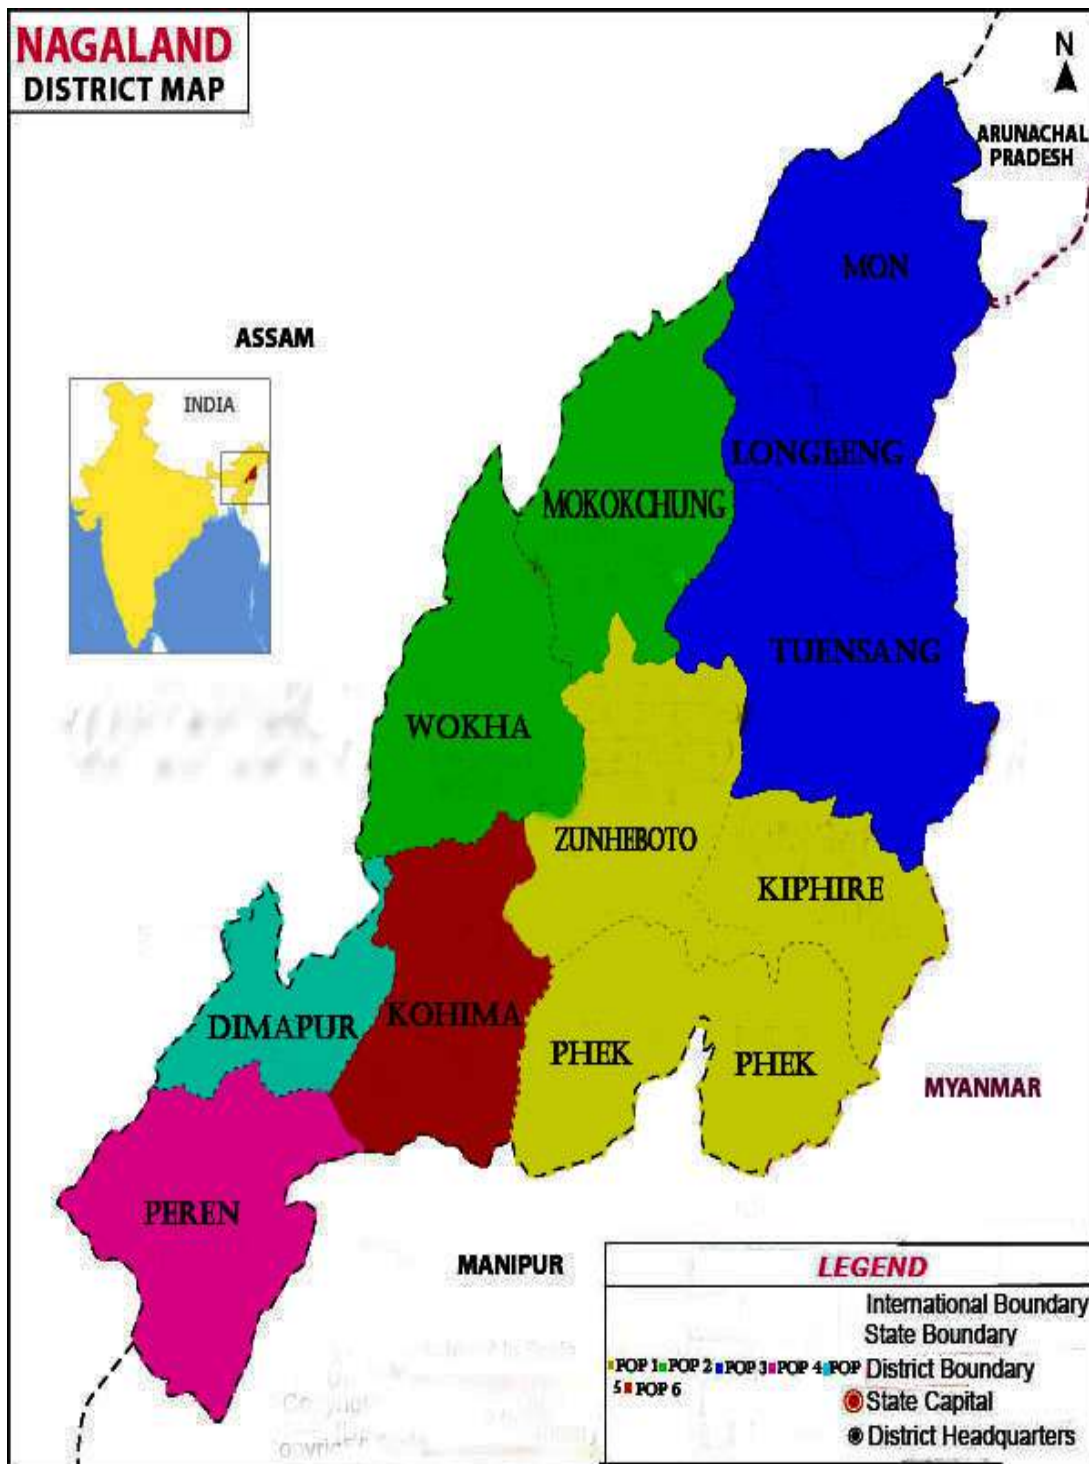 NAGALAND
DISTRICT MAP
N
ARUNACHAL
PRADESH
MON
ASSAM
INDIA
LONGLENG
MOKOKCHUNG
TUENSANG
WOKHA
ZUNHEBOTO
KIPHIRE
KOHIMA
DIMAPUR
PHEK
PHEK
MYANMAR
PEREN
MANIPUR
LEGEND
International Boundary
State Boundary
POP 1 POP 2 POP 3 POP 4 POP District Boundary
5 POP 6
State Capital
District Headquarters